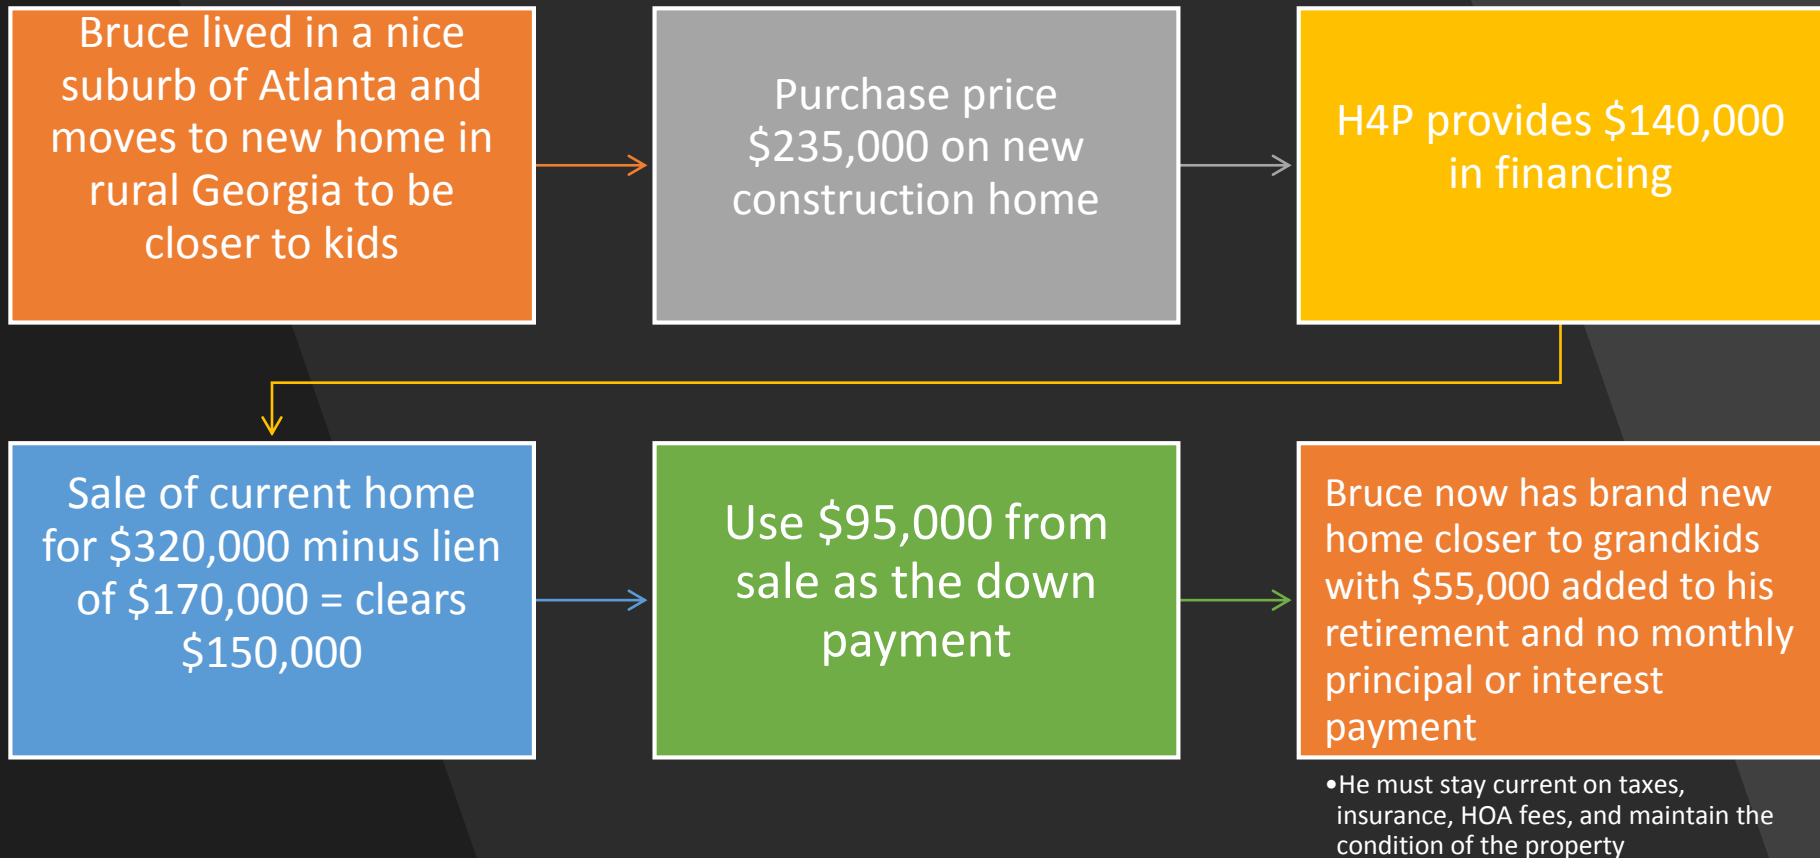 Bruce lived in a nice
suburb of Atlanta and
moves to new home in
rural Georgia to be
closer to kids
Purchase price
$235,000 on new
construction home
H4P provides $140,000
in financing
Sale of current home
for $320,000 minus lien
of $170,000 = clears
$150,000
Use $95,000 from
sale as the down
payment
Bruce now has brand new
home closer to grandkids
with $55,000 added to his
retirement and no monthly
principal or interest
payment
•He must stay current on taxes,
insurance, HOA fees, and maintain the
condition of the property